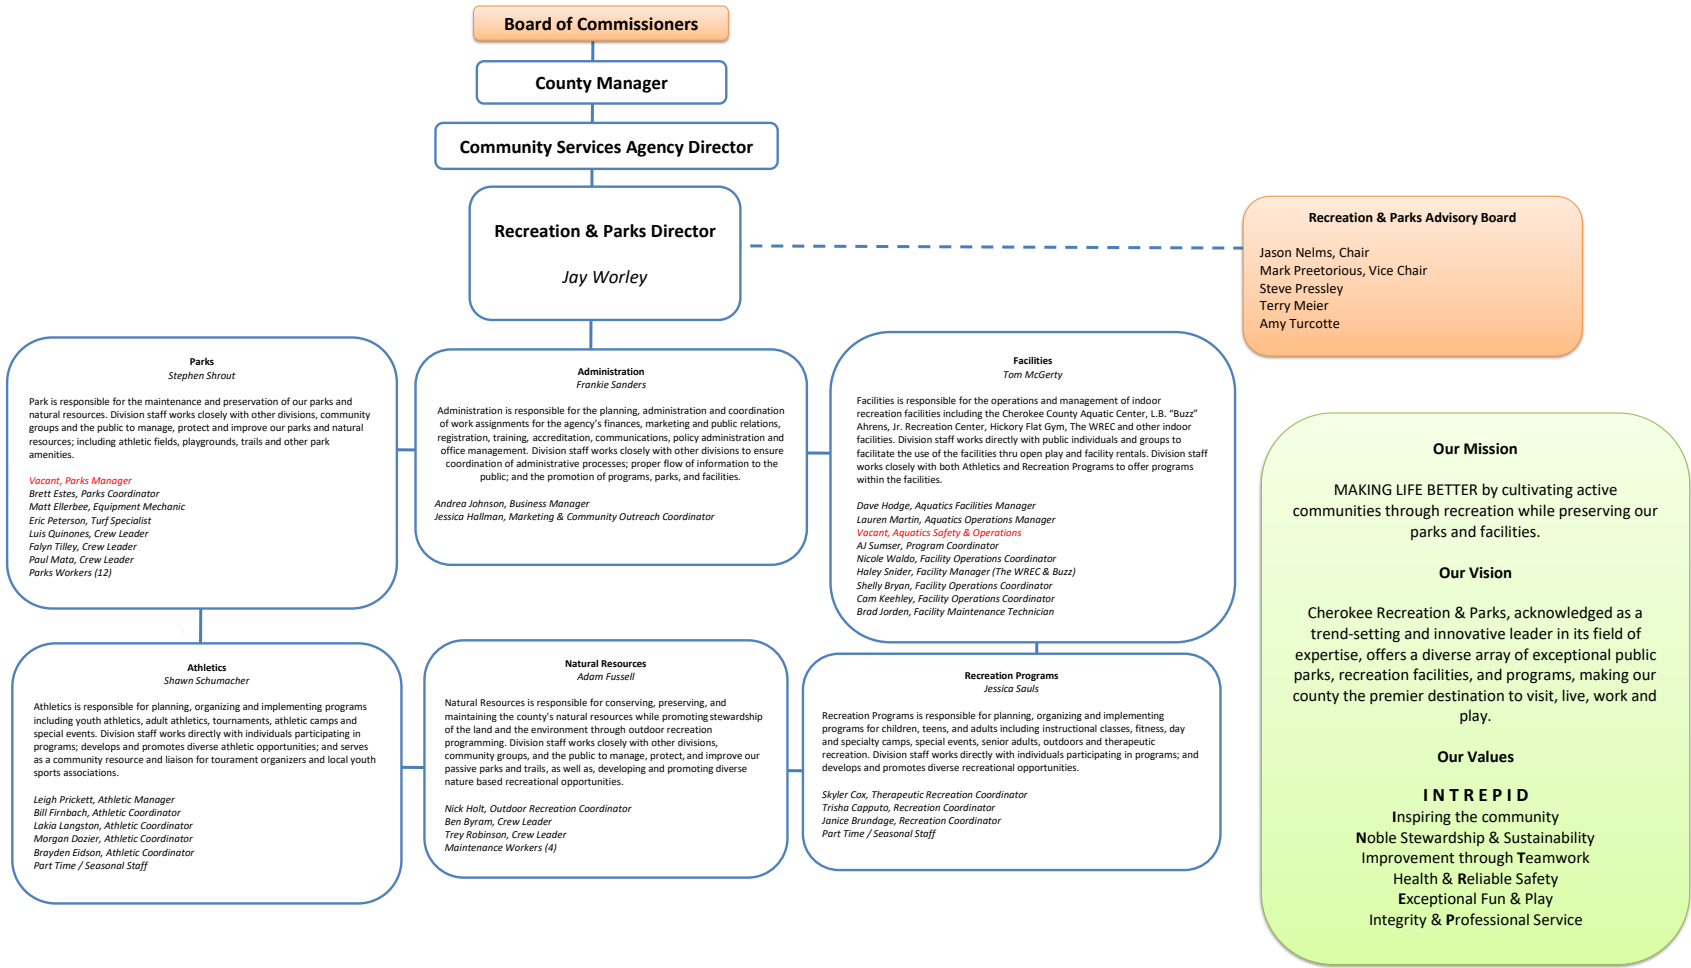 Board of Commissioners
County Manager
Community Services Agency Director
Recreation & Parks Director
Jay Worley
Recreation & Parks Advisory Board
Jason Nelms, Chair
Mark Preetorious, Vice Chair
Steve Pressley
Terry Meier
Amy Turcotte
Parks
Stephen Shrout
Park is responsible for the maintenance and preservation of our parks and
natural resources. Division staff works closely with other divisions, community
groups and the public to manage, protect and improve our parks and natural
resources; including athletic fields, playgrounds, trails and other park
amenities.
Vacant, Parks Manager
Brett Estes, Parks Coordinator
Matt Ellerbee, Equipment Mechanic
Eric Peterson, Turf Specialist
Luis Quinones, Crew Leader
Falyn Tilley, Crew Leader
Paul Mata, Crew Leader
Parks Workers (12)
Administration
Frankie Sanders
Administration is responsible for the planning, administration and coordination
of work assignments for the agency's finances, marketing and public relations,
registration, training, accreditation, communications, policy administration and
office management. Division staff works closely with other divisions to ensure
coordination of administrative processes; proper flow of information to the
public; and the promotion of programs, parks, and facilities.
Andrea Johnson, Business Manager
Jessica Hallman, Marketing & Community Outreach Coordinator
Facilities
Tom McGerty
Facilities is responsible for the operations and management of indoor
recreation facilities including the Cherokee County Aquatic Center, L.B. “Buzz”
Ahrens, Jr. Recreation Center, Hickory Flat Gym, The WREC and other indoor
facilities. Division staff works directly with public individuals and groups to
facilitate the use of the facilities thru open play and facility rentals. Division staff
works closely with both Athletics and Recreation Programs to offer programs
within the facilities.
Dave Hodge, Aquatics Facilities Manager
Lauren Martin, Aquatics Operations Manager
Vacant, Aquatics Safety & Operations
AJ Sumser, Program Coordinator
Nicole Waldo, Facility Operations Coordinator
Haley Snider, Facility Manager (The WREC & Buzz)
Shelly Bryan, Facility Operations Coordinator
Cam Keehley, Facility Operations Coordinator
Brad Jorden, Facility Maintenance Technician
Athletics
Shawn Schumacher
Athletics is responsible for planning, organizing and implementing programs
including youth athletics, adult athletics, tournaments, athletic camps and
special events. Division staff works directly with individuals participating in
programs; develops and promotes diverse athletic opportunities; and serves
as a community resource and liaison for tourament organizers and local youth
sports associations.
Leigh Prickett, Athletic Manager
Bill Firnbach, Athletic Coordinator
Lakia Langston, Athletic Coordinator
Morgan Dozier, Athletic Coordinator
Brayden Eidson, Athletic Coordinator
Part Time / Seasonal Staff
Natural Resources
Adam Fussell
Natural Resources is responsible for conserving, preserving, and
maintaining the county's natural resources while promoting stewardship
of the land and the environment through outdoor recreation
programming. Division staff works closely with other divisions,
community groups, and the public to manage, protect, and improve our
passive parks and trails, as well as, developing and promoting diverse
nature based recreational opportunities.
Nick Holt, Outdoor Recreation Coordinator
Ben Byram, Crew Leader
Trey Robinson, Crew Leader
Maintenance Workers (4)
Recreation Programs
Jessica Sauls
Recreation Programs is responsible for planning, organizing and implementing
programs for children, teens, and adults including instructional classes, fitness, day
and specialty camps, special events, senior adults, outdoors and therapeutic
recreation. Division staff works directly with individuals participating in programs; and
develops and promotes diverse recreational opportunities.
Skyler Cox, Therapeutic Recreation Coordinator
Trisha Capputo, Recreation Coordinator
Janice Brundage, Recreation Coordinator
Part Time / Seasonal Staff
Our Mission
MAKING LIFE BETTER by cultivating active
communities through recreation while preserving our
parks and facilities.
Our Vision
Cherokee Recreation & Parks, acknowledged as a
trend-setting and innovative leader in its field of
expertise, offers a diverse array of exceptional public
parks, recreation facilities, and programs, making our
county the premier destination to visit, live, work and
play.
Our Values
I N T R E P I D
Inspiring the community
Noble Stewardship & Sustainability
Improvement through Teamwork
Health & Reliable Safety
Exceptional Fun & Play
Integrity & Professional Service